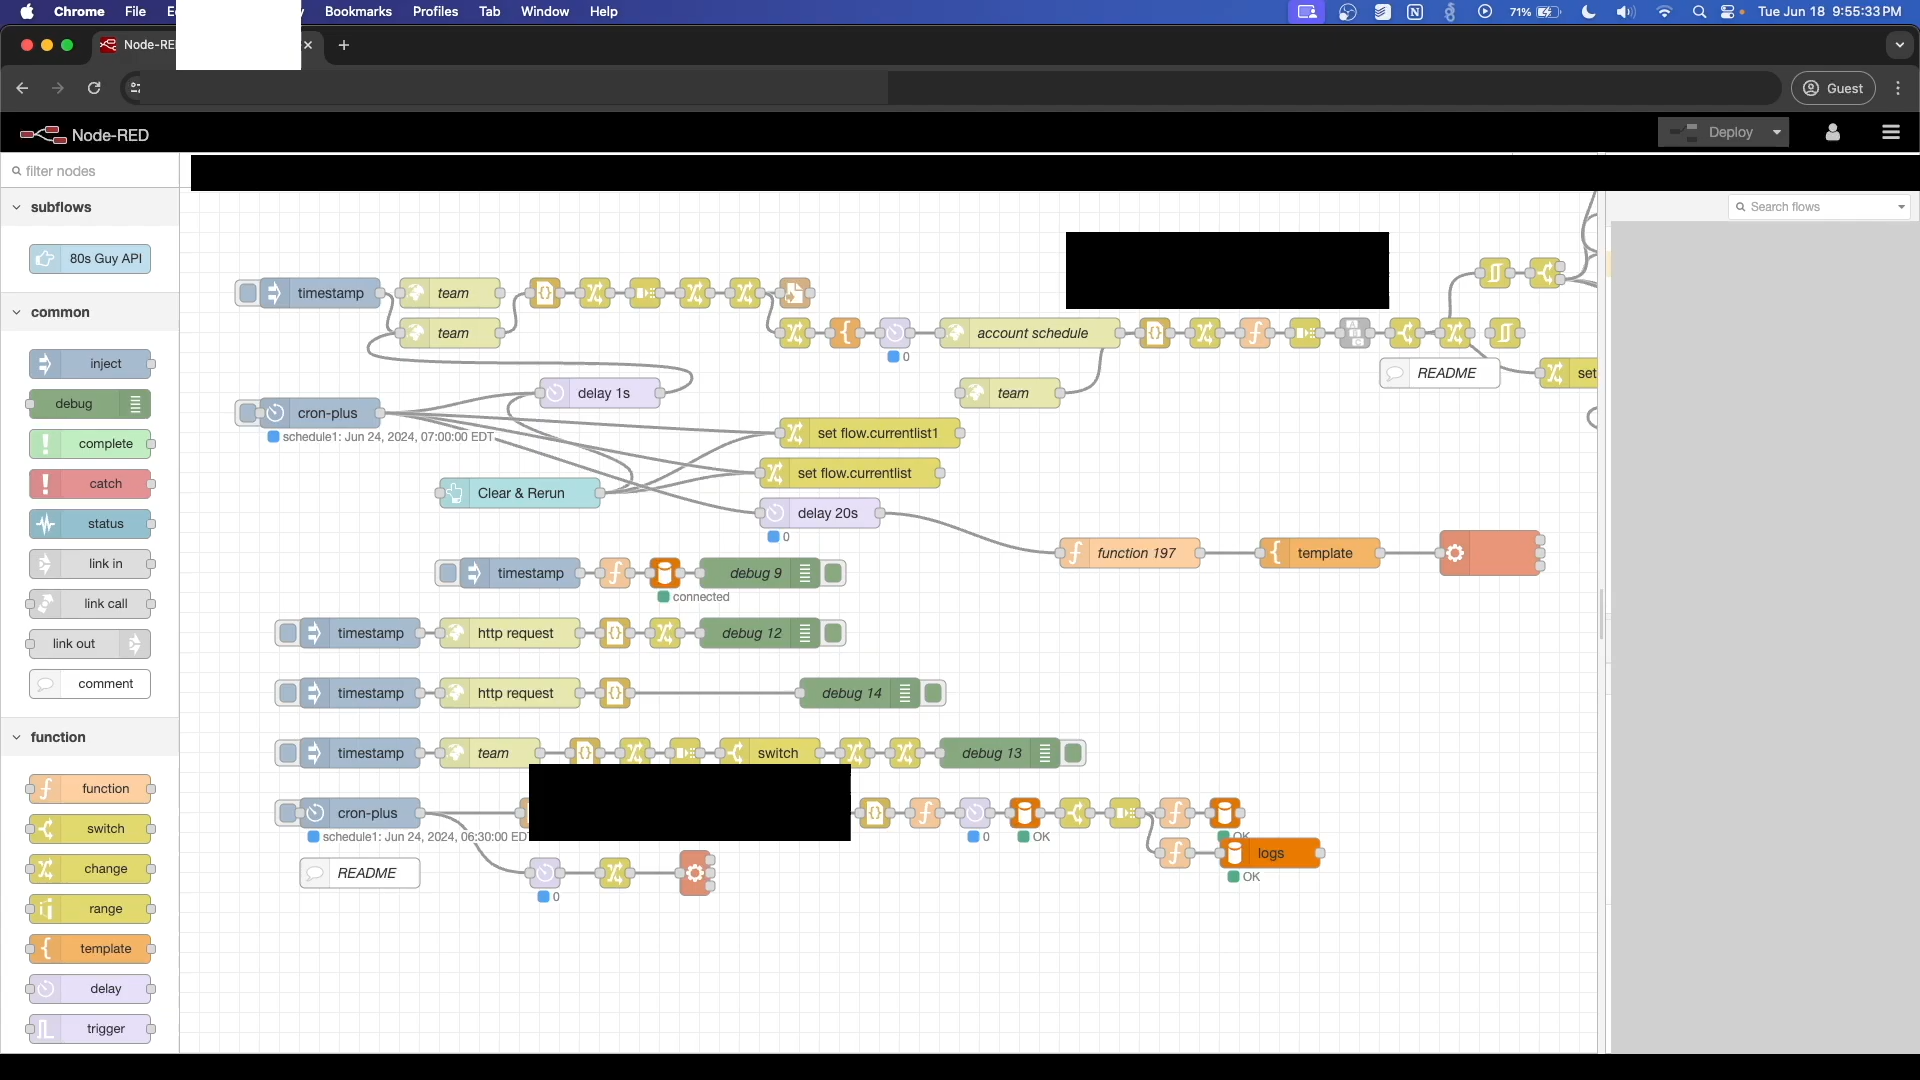 Chrome File Bookmarks Profiles Tab Window Help 71% Tue Jun 18 9:55:33 PM
Node-RE
Guest
Node-RED Deploy
filter nodes
Search flows
subflows
80s Guy API
common
inject
debug
complete
catch
status
link in
link call
link out
comment
function
function
switch
change
range
template
delay
trigger
timestamp team
team
0
account schedule
README
set
delay 1s
team
cron-plus
schedule1: Jun 24, 2024, 07:00:00 EDT
set flow.currentlist1
set flow.currentlist
Clear & Rerun
delay 20s
0
function 197 template
timestamp debug 9
connected
timestamp http request debug 12
timestamp http request debug 14
timestamp team switch debug 13
cron-plus
schedule1: Jun 24, 2024, 06:30:00 ED
0 OK OK
logs
OK
README
0